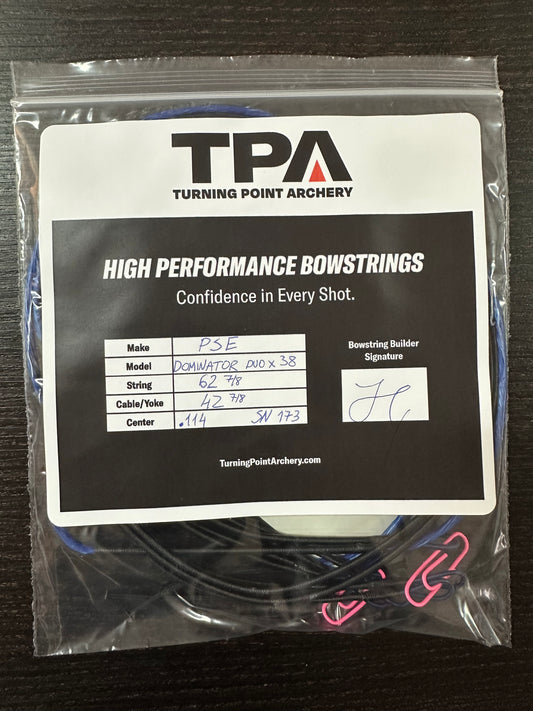 TPA
TURNING POINT ARCHERY
HIGH PERFORMANCE BOWSTRINGS
Confidence in Every Shot.
Make PSE
Model DOMINATOR DUO x 38
String 62 7/8
Cable/Yoke 42 7/8
Center .114 SN 173
Bowstring Builder
Signature
TurningPointArchery.com